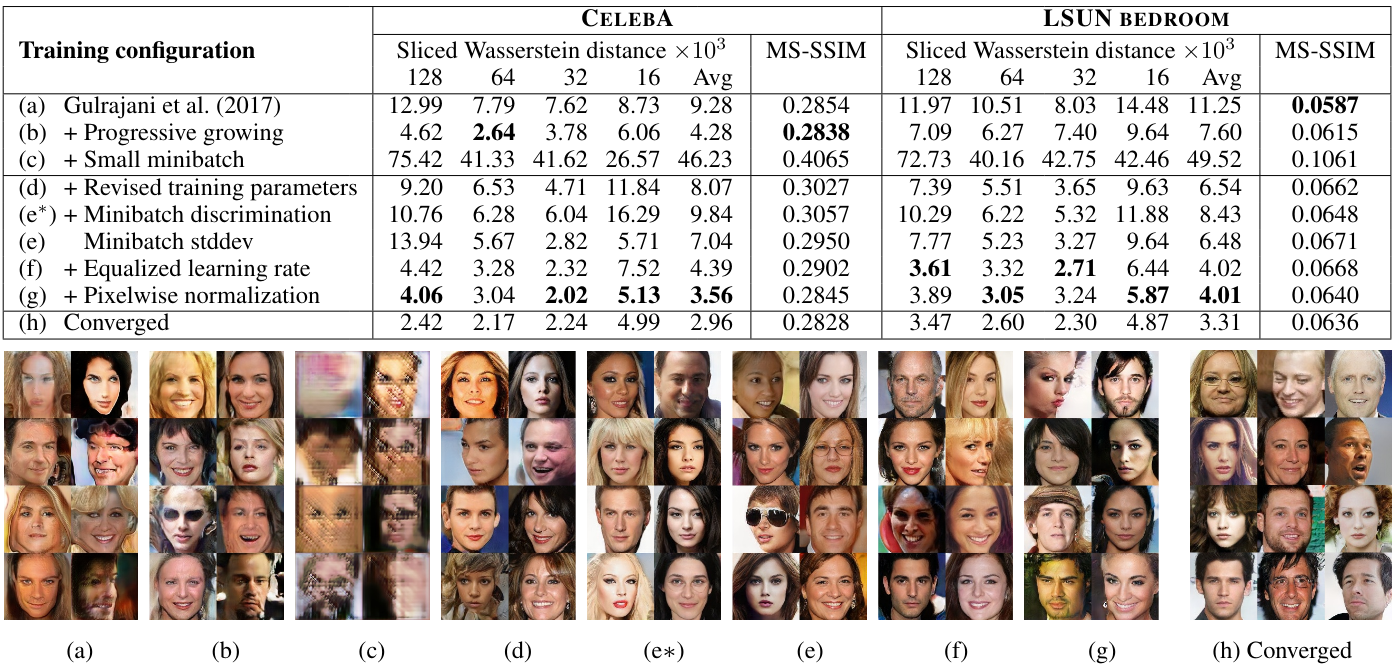 CELEBA LSUN BEDROOM
Training configuration Sliced Wasserstein distance ×10³ MS-SSIM Sliced Wasserstein distance ×10³ MS-SSIM
128 64 32 16 Avg 128 64 32 16 Avg
(a) Gulrajani et al. (2017) 12.99 7.79 7.62 8.73 9.28 0.2854 11.97 10.51 8.03 14.48 11.25 0.0587
(b) + Progressive growing 4.62 2.64 3.78 6.06 4.28 0.2838 7.09 6.27 7.40 9.64 7.60 0.0615
(c) + Small minibatch 75.42 41.33 41.62 26.57 46.23 0.4065 72.73 40.16 42.75 42.46 49.52 0.1061
(d) + Revised training parameters 9.20 6.53 4.71 11.84 8.07 0.3027 7.39 5.51 3.65 9.63 6.54 0.0662
(e*) + Minibatch discrimination 10.76 6.28 6.04 16.29 9.84 0.3057 10.29 6.22 5.32 11.88 8.43 0.0648
(e) Minibatch stddev 13.94 5.67 2.82 5.71 7.04 0.2950 7.77 5.23 3.27 9.64 6.48 0.0671
(f) + Equalized learning rate 4.42 3.28 2.32 7.52 4.39 0.2902 3.61 3.32 2.71 6.44 4.02 0.0668
(g) + Pixelwise normalization 4.06 3.04 2.02 5.13 3.56 0.2845 3.89 3.05 3.24 5.87 4.01 0.0640
(h) Converged 2.42 2.17 2.24 4.99 2.96 0.2828 3.47 2.60 2.30 4.87 3.31 0.0636
(a) (b) (c) (d) (e∗) (e) (f) (g) (h) Converged